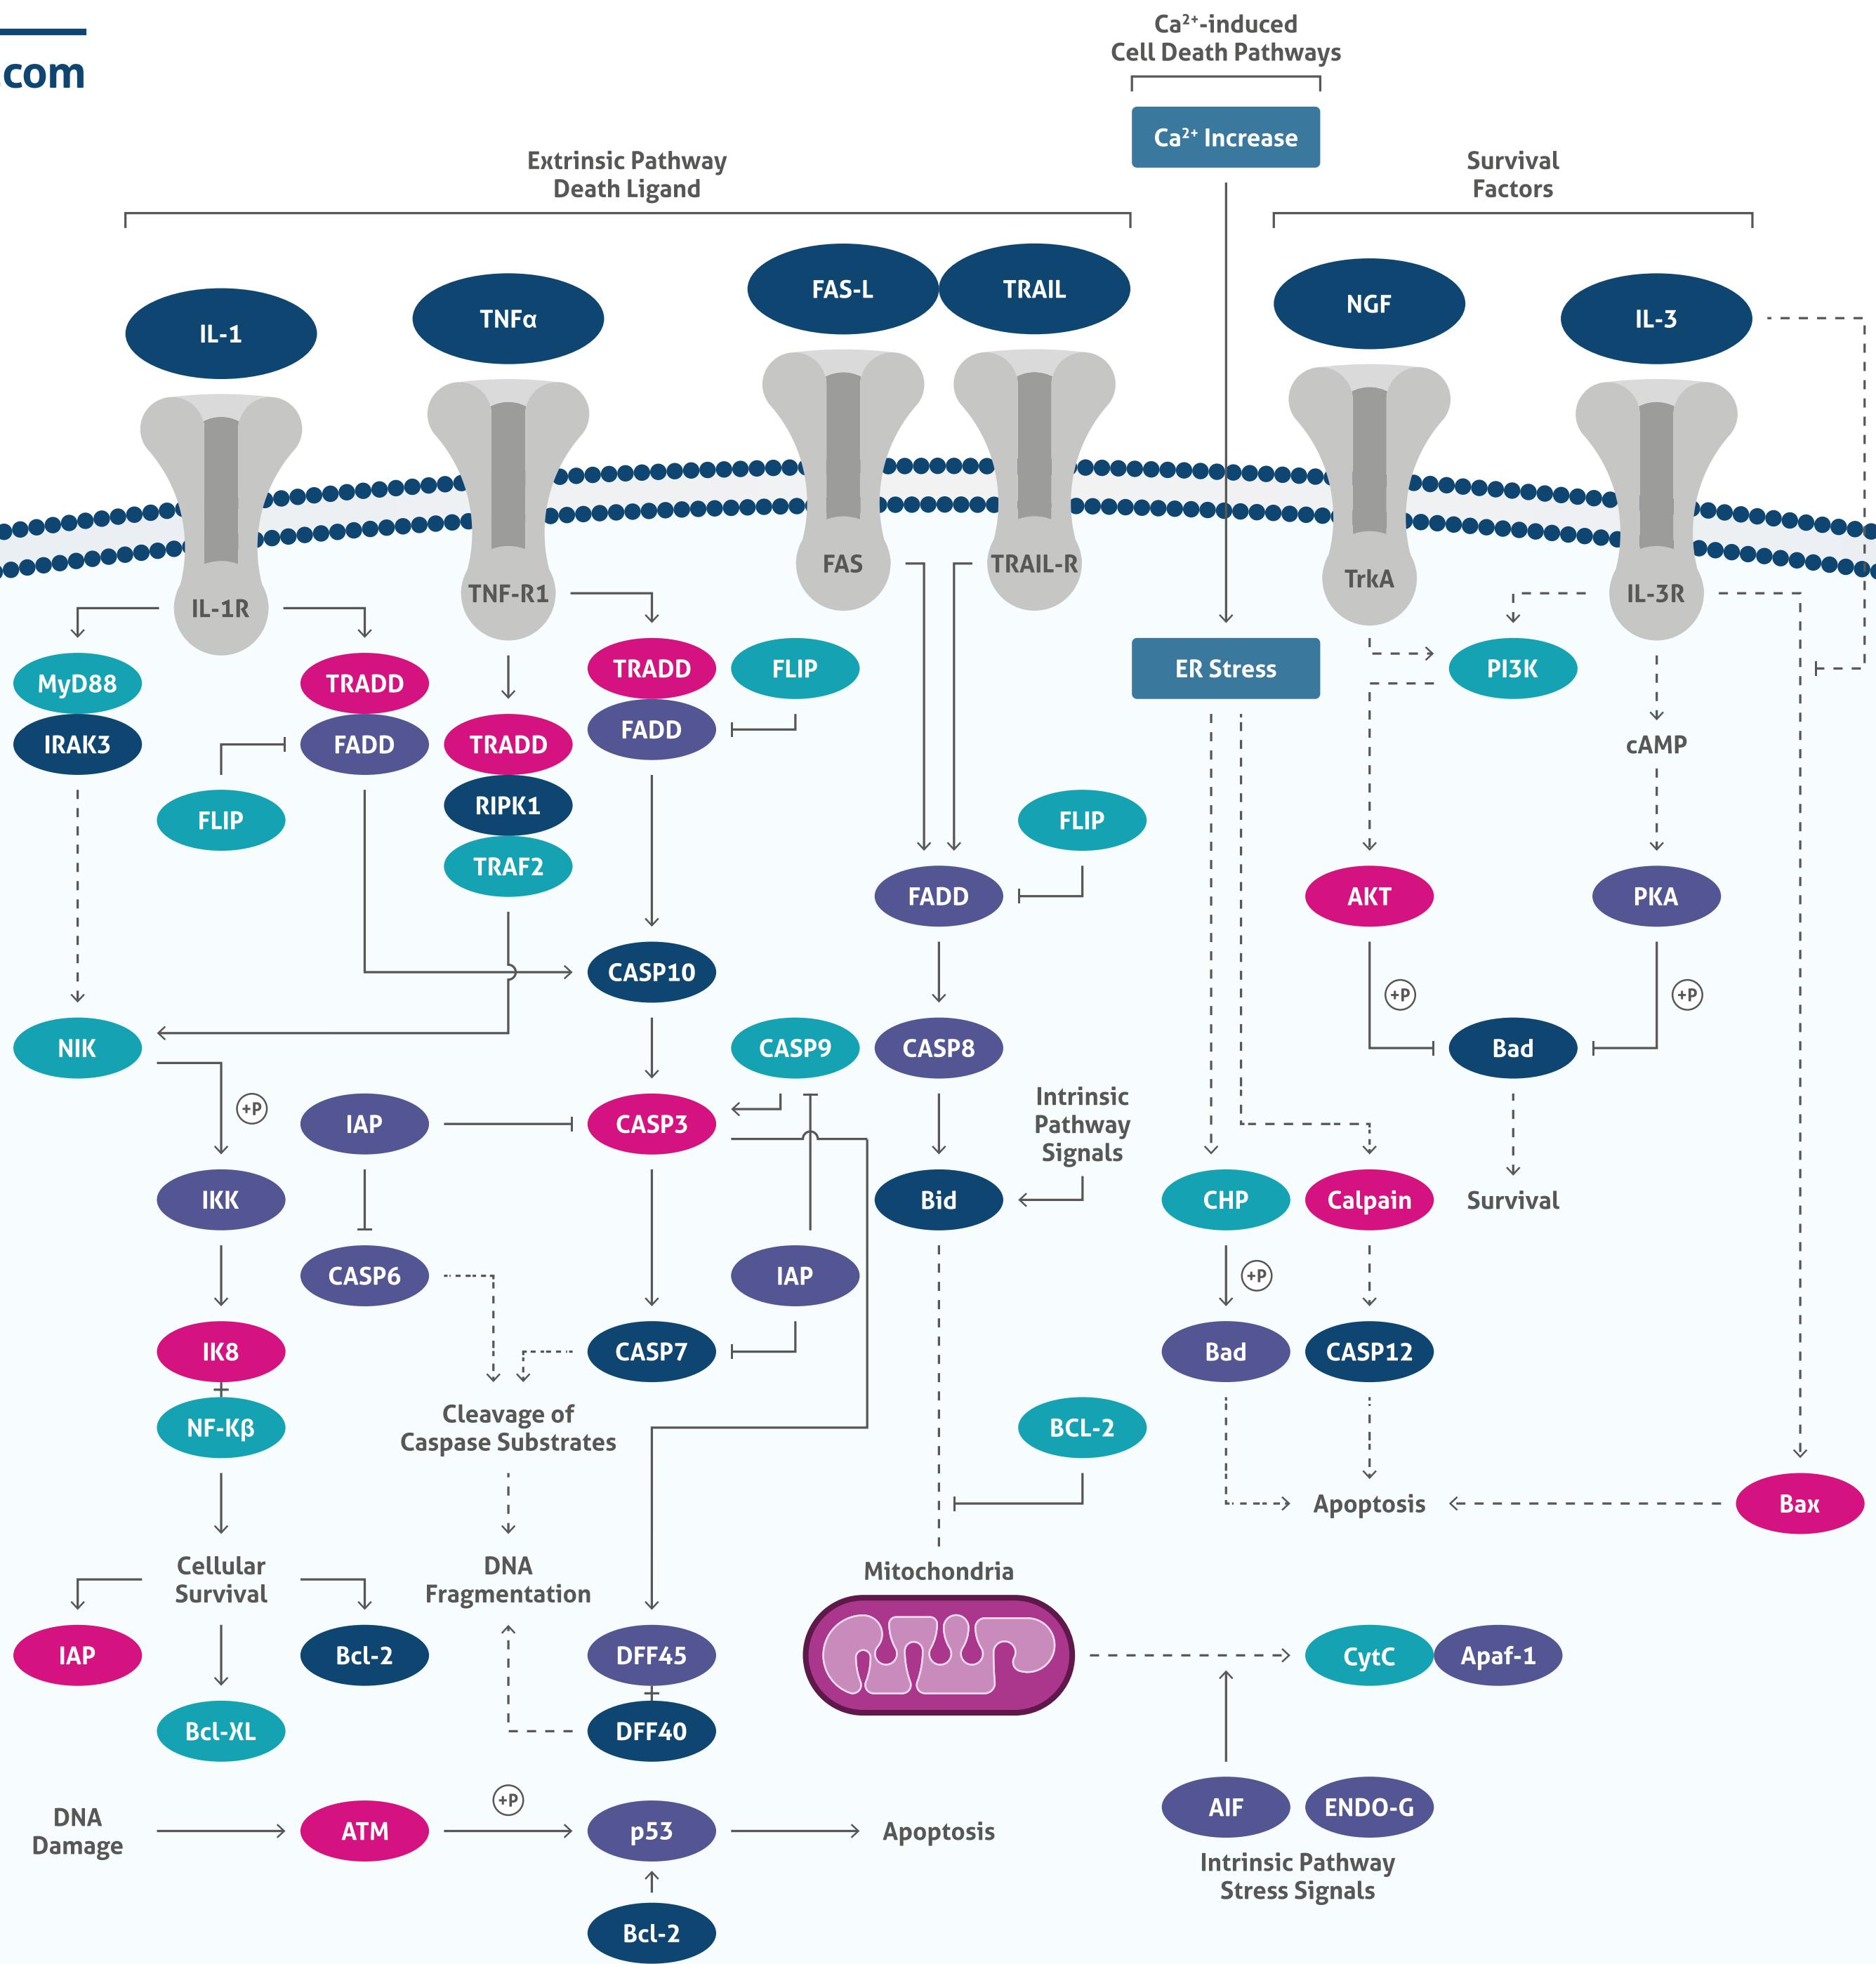 .com
Ca²⁺-induced
Cell Death Pathways
Ca²⁺ Increase
Extrinsic Pathway
Death Ligand
Survival
Factors
IL-1
TNFα
FAS-L
TRAIL
NGF
IL-3
IL-1R
TNF-R1
FAS
TRAIL-R
TrkA
IL-3R
MyD88
IRAK3
TRADD
FADD
FLIP
TRADD
RIPK1
TRAF2
TRADD
FADD
FLIP
ER Stress
PI3K
cAMP
FLIP
FADD
AKT
PKA
CASP10
+P
+P
NIK
CASP9
CASP8
Bad
+P
IAP
CASP3
Intrinsic
Pathway
Signals
IKK
Bid
CHP
Calpain
Survival
CASP6
IAP
+P
IK8
CASP7
Bad
CASP12
NF-Kβ
Cleavage of
Caspase Substrates
BCL-2
Apoptosis
Bax
Cellular
Survival
DNA
Fragmentation
Mitochondria
IAP
Bcl-2
DFF45
CytC
Apaf-1
Bcl-XL
DFF40
DNA
Damage
ATM
+P
p53
Apoptosis
AIF
ENDO-G
Intrinsic Pathway
Stress Signals
Bcl-2